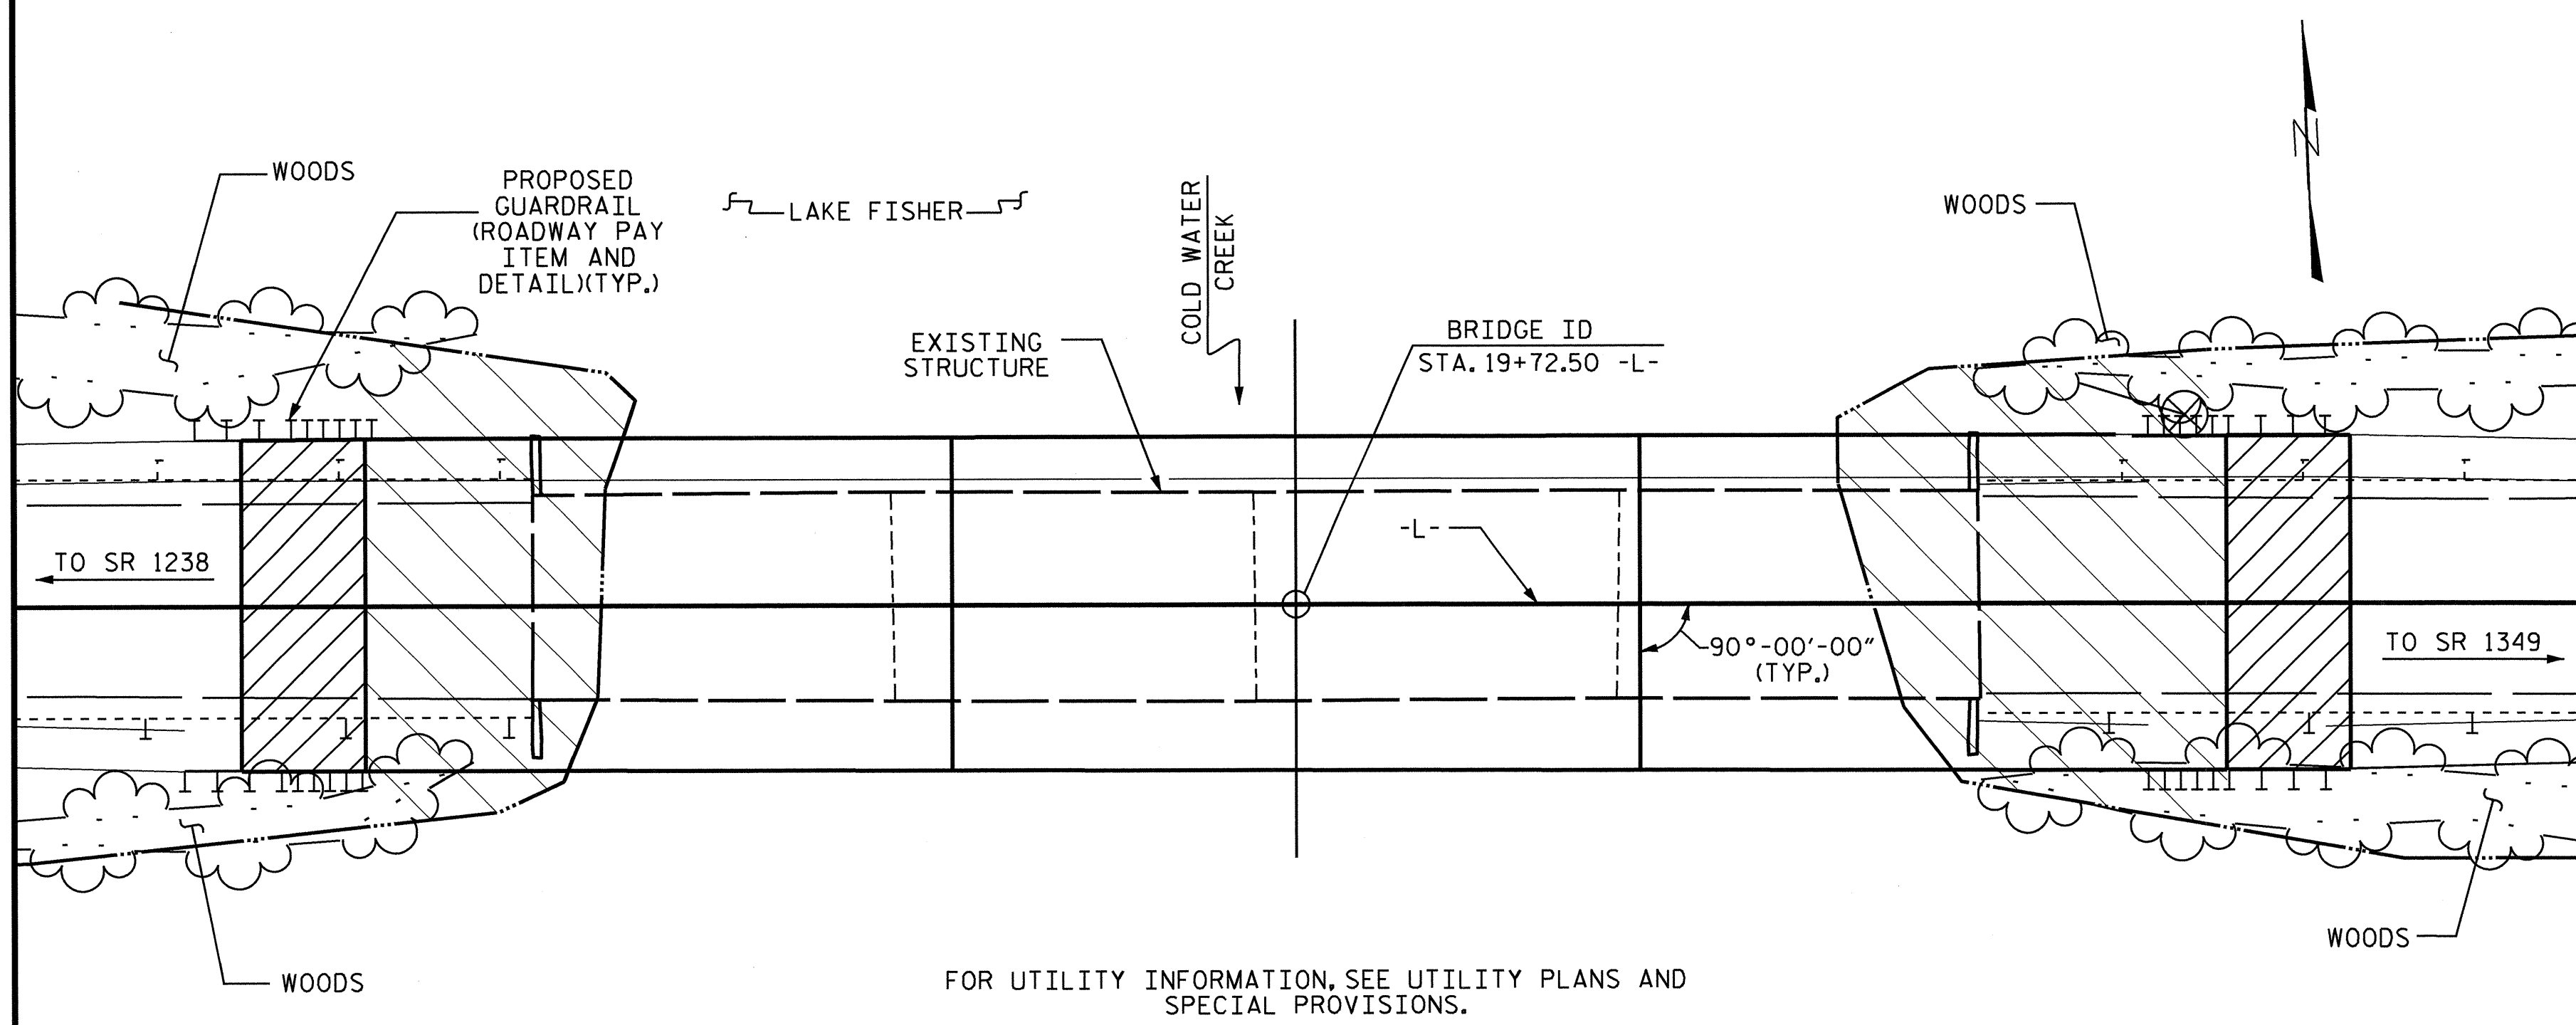 WOODS
PROPOSED
GUARDRAIL
(ROADWAY PAY
ITEM AND
DETAIL)(TYP.)
LAKE FISHER
COLD WATER
CREEK
WOODS
N
EXISTING
STRUCTURE
BRIDGE ID
STA. 19+72.50 -L-
-L-
TO SR 1238
90°-00'-00"
(TYP.)
TO SR 1349
WOODS
WOODS
FOR UTILITY INFORMATION, SEE UTILITY PLANS AND
SPECIAL PROVISIONS.